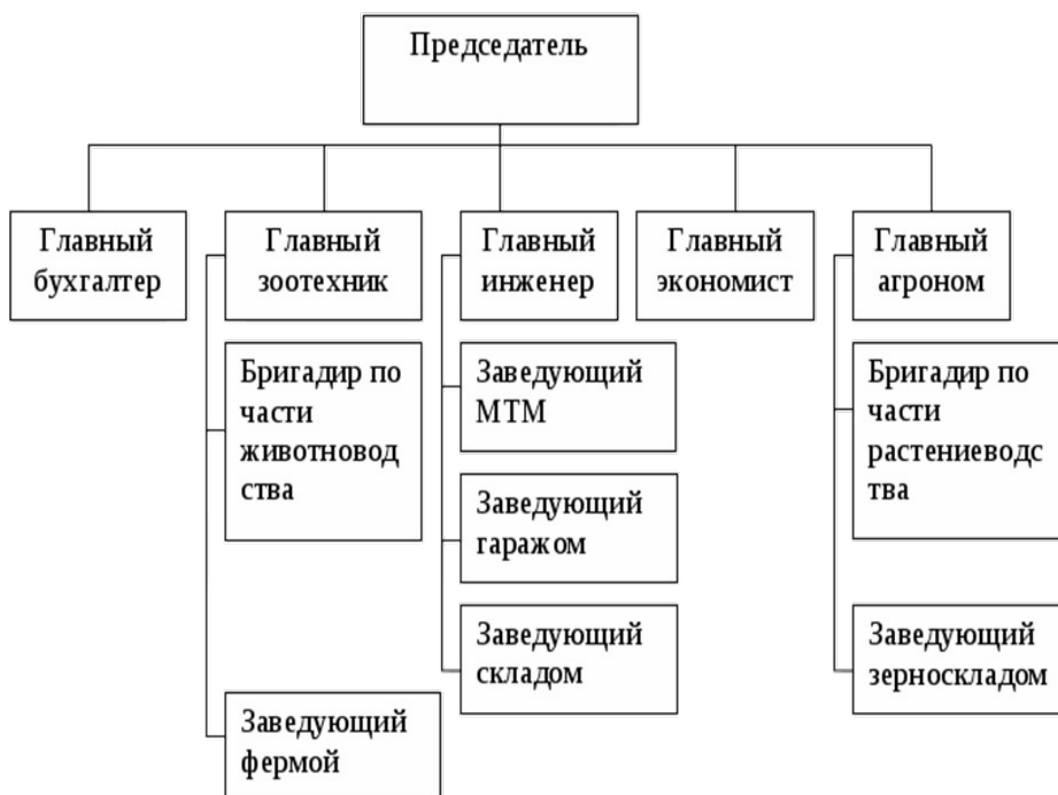 Председатель
Главный
бухгалтер
Главный
зоотехник
Главный
инженер
Главный
экономист
Главный
агроном
Бригадир по
части
животновод
ства
Заведующий
МТМ
Бригадир по
части
растениеводс
тва
Заведующий
гаражом
Заведующий
складом
Заведующий
зерноскладом
Заведующий
фермой